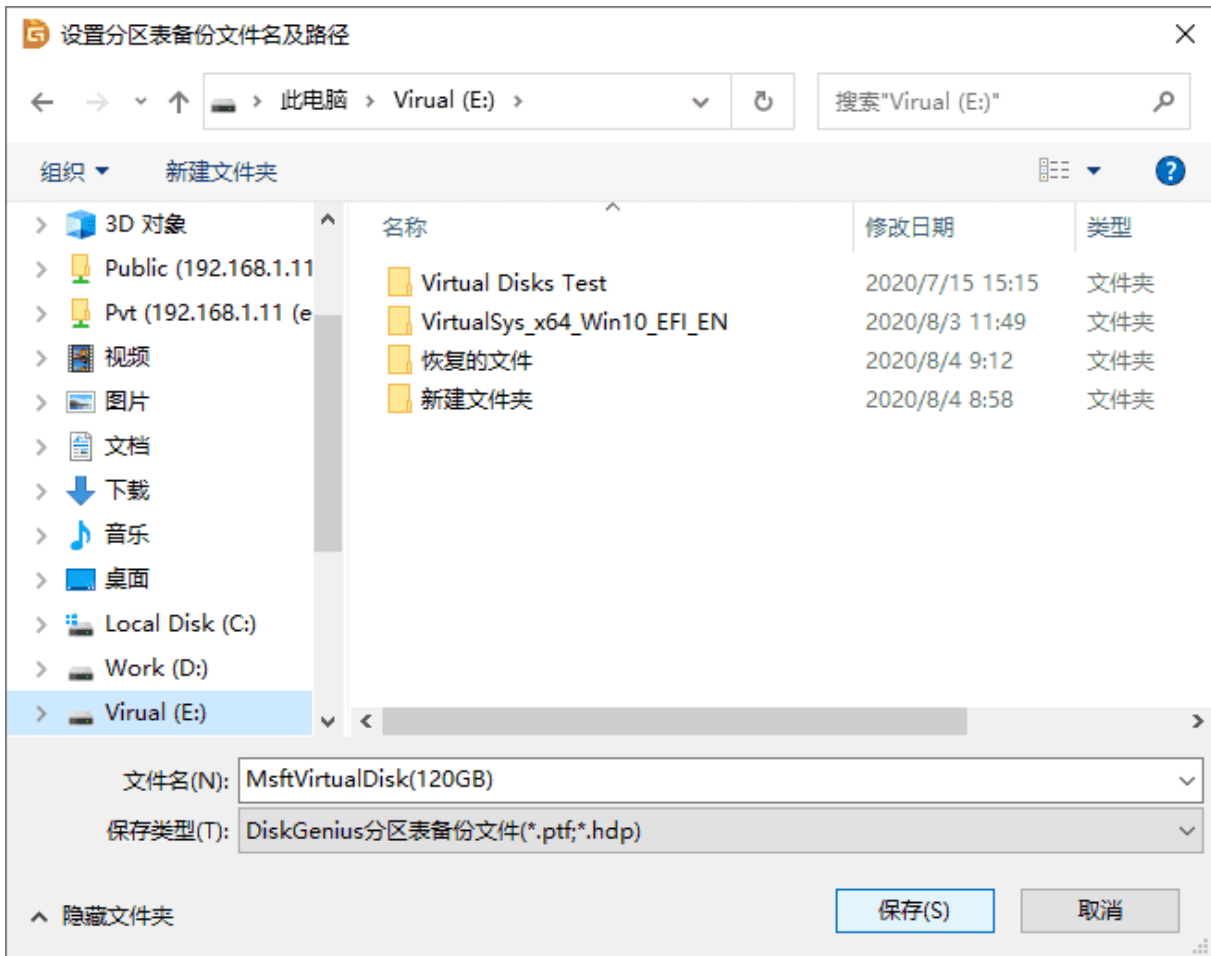 设置分区表备份文件名及路径
此电脑 > Virual (E:) >
搜索"Virual (E:)"
组织 新建文件夹
3D 对象
Public (192.168.1.11
Pvt (192.168.1.11 (e
视频
图片
文档
下载
音乐
桌面
Local Disk (C:)
Work (D:)
Virual (E:)
名称 修改日期 类型
Virtual Disks Test 2020/7/15 15:15 文件夹
VirtualSys_x64_Win10_EFI_EN 2020/8/3 11:49 文件夹
恢复的文件 2020/8/4 9:12 文件夹
新建文件夹 2020/8/4 8:58 文件夹
文件名(N): MsftVirtualDisk(120GB)
保存类型(T): DiskGenius分区表备份文件(*.ptf;*.hdp)
隐藏文件夹 保存(S) 取消